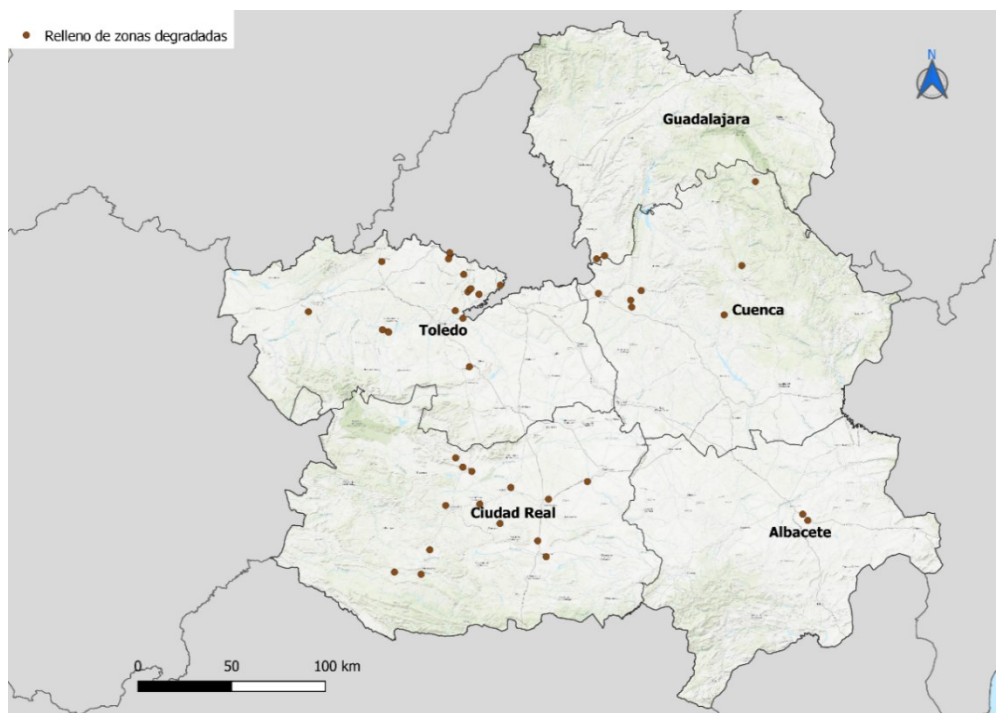 Relleno de zonas degradadas
N
Guadalajara
Cuenca
Toledo
Ciudad Real
Albacete
0 50 100 km